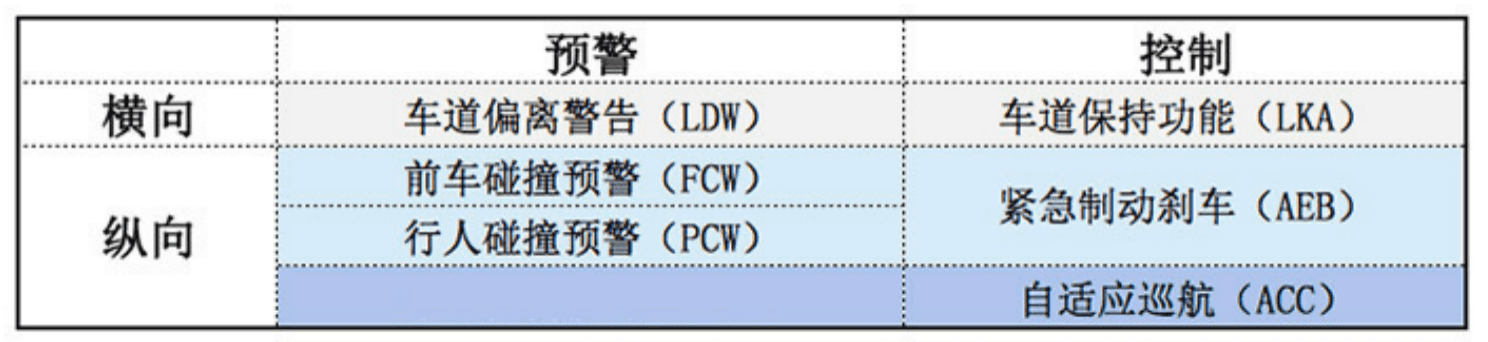 预警 控制
横向 车道偏离警告（LDW） 车道保持功能（LKA）
纵向 前车碰撞预警（FCW） 紧急制动刹车（AEB）
行人碰撞预警（PCW）
自适应巡航（ACC）